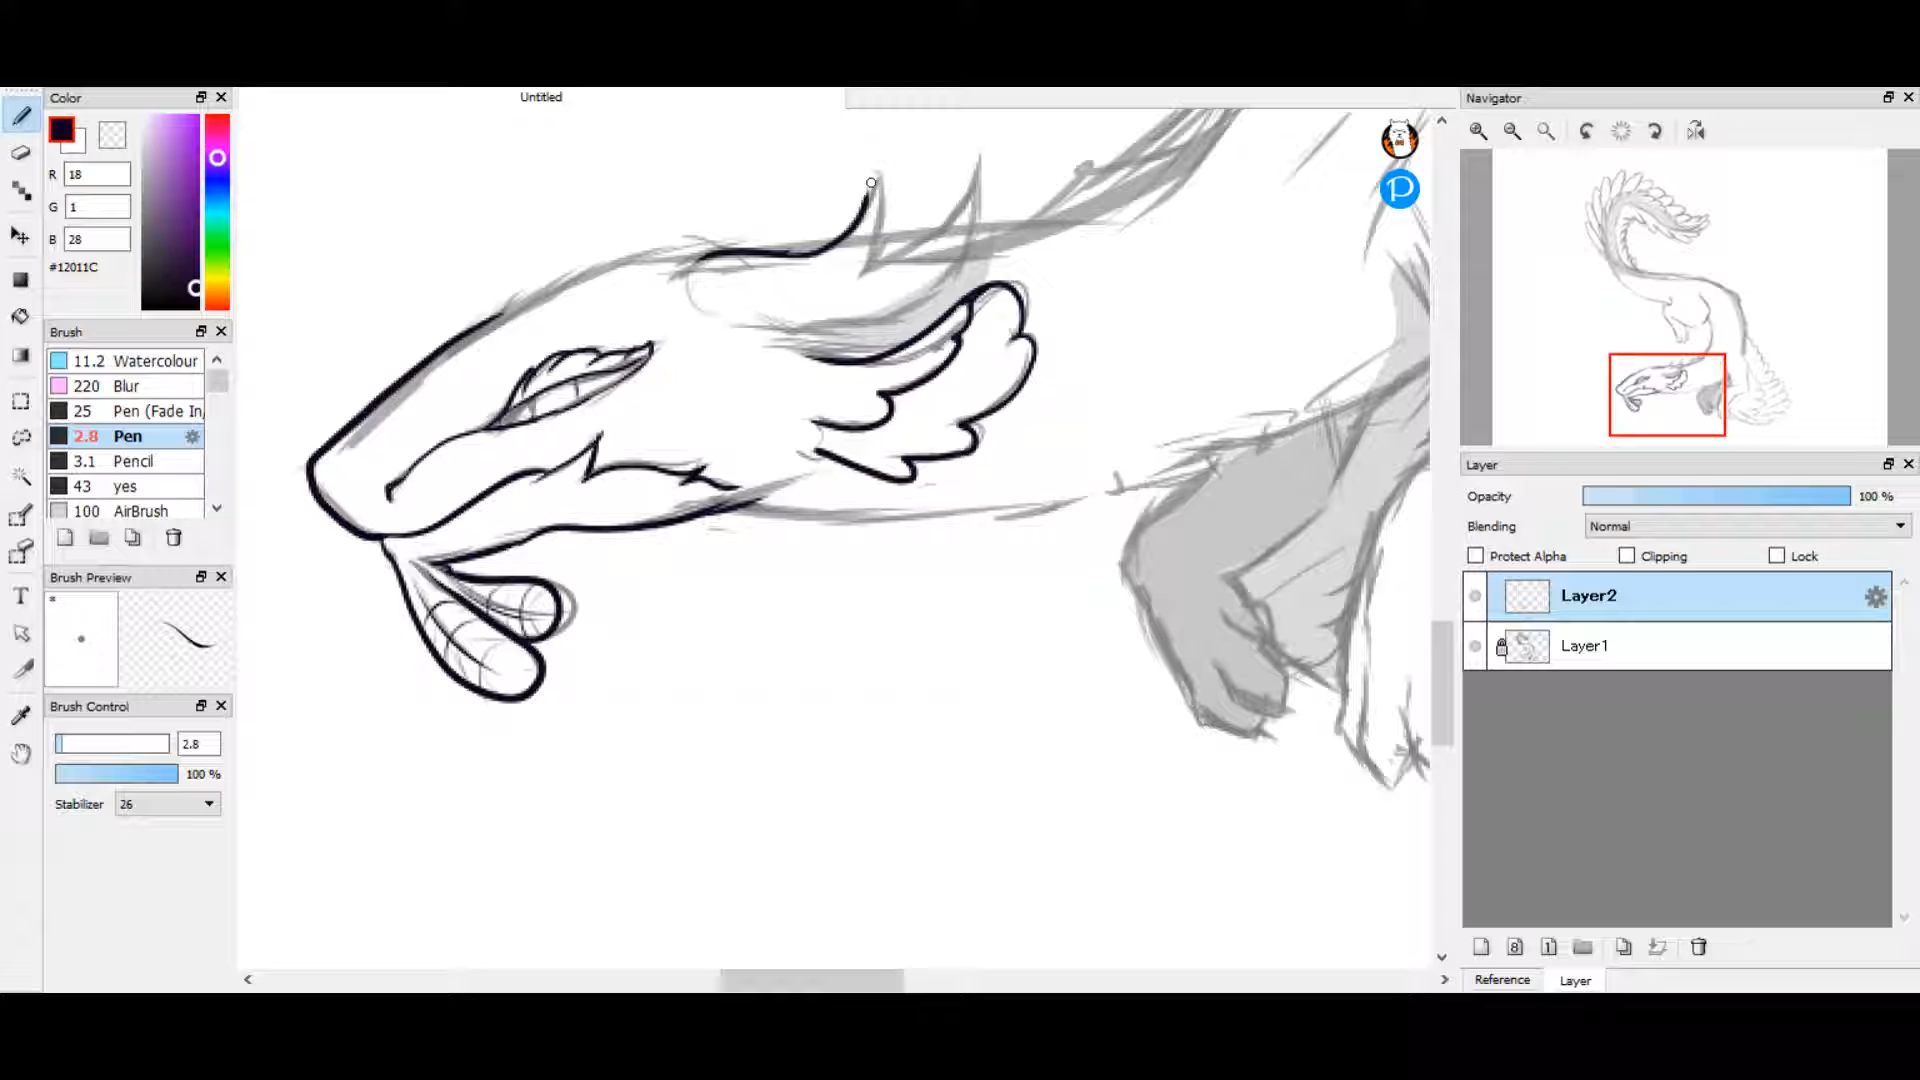 Color
Untitled
Navigator
R 18
G 1
B 28
#12011C
Brush
11.2 Watercolour
220 Blur
25 Pen (Fade In/
2.8 Pen
3.1 Pencil
43 yes
100 AirBrush
Brush Preview
Brush Control
2.8
100 %
Stabilizer 26
P
Layer
Opacity 100 %
Blending Normal
Protect Alpha Clipping Lock
Layer2
Layer1
8 1
Reference Layer
T